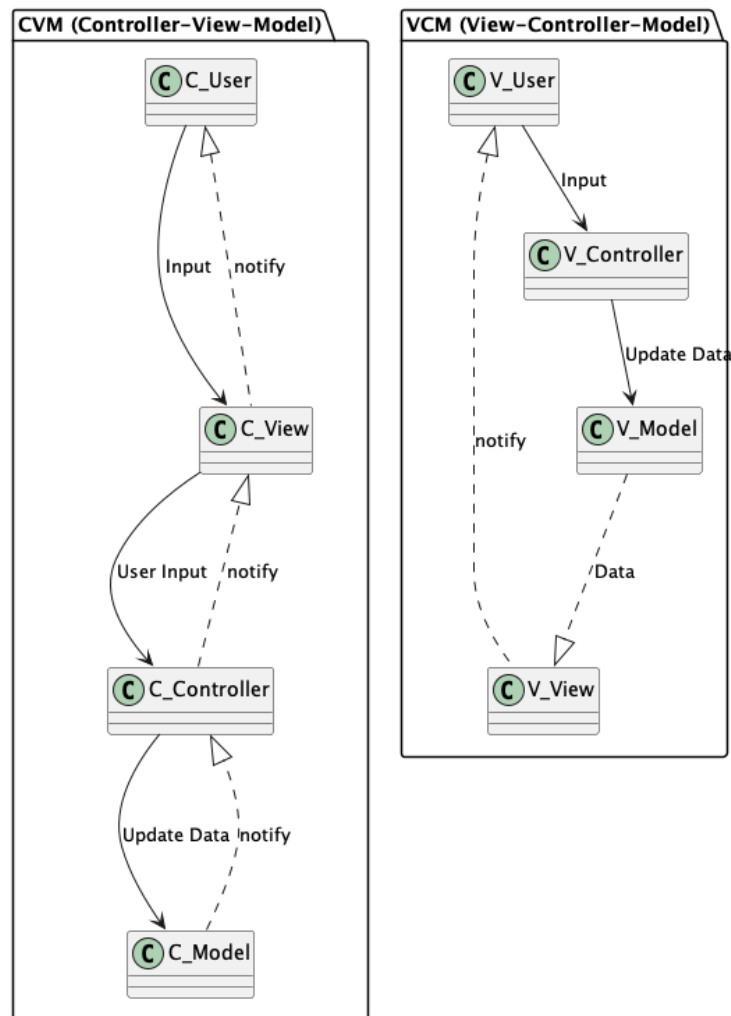 CVM (Controller-View-Model)
C C_User
Input
notify
C C_View
User Input
notify
C C_Controller
Update Data
notify
C C_Model
VCM (View-Controller-Model)
C V_User
Input
C V_Controller
Update Data
C V_Model
notify
Data
C V_View